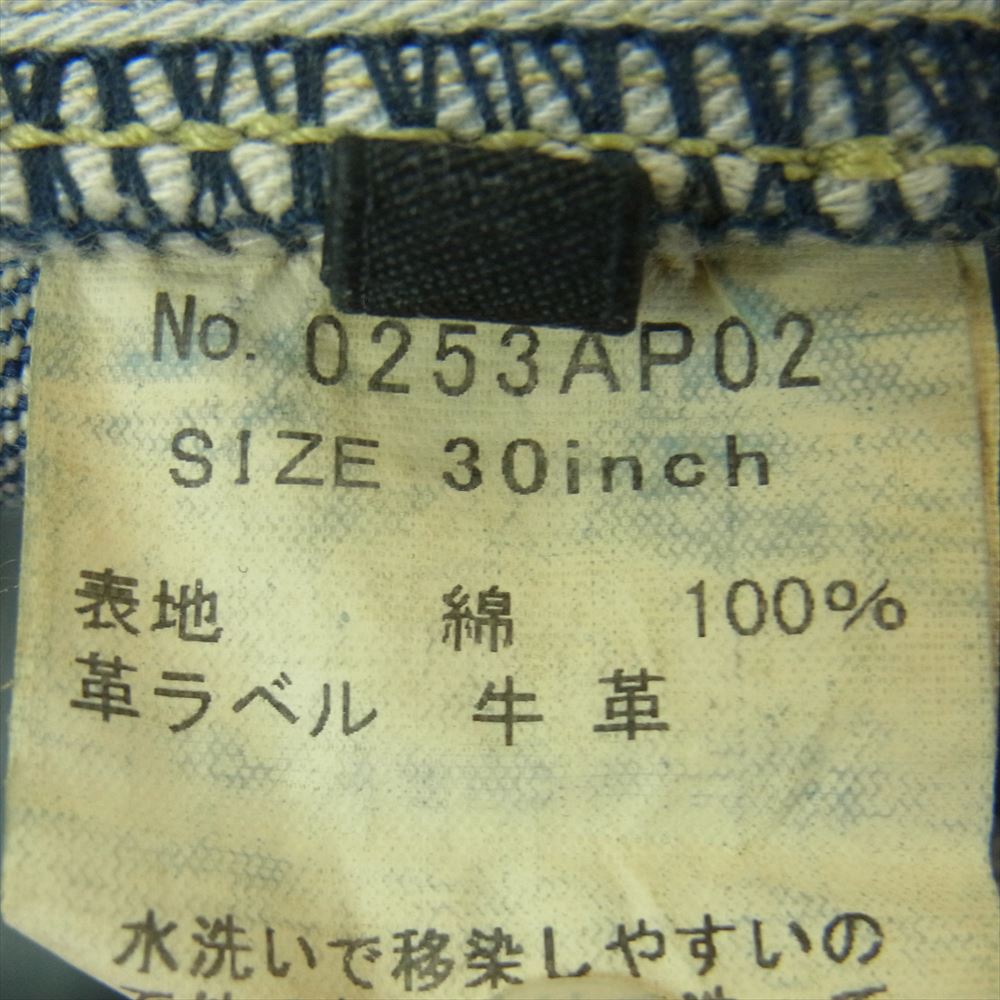 No. 0253AP02
SIZE 30inch
表地 綿 100%
革ラベル 牛革
水洗いで移染しやすいの